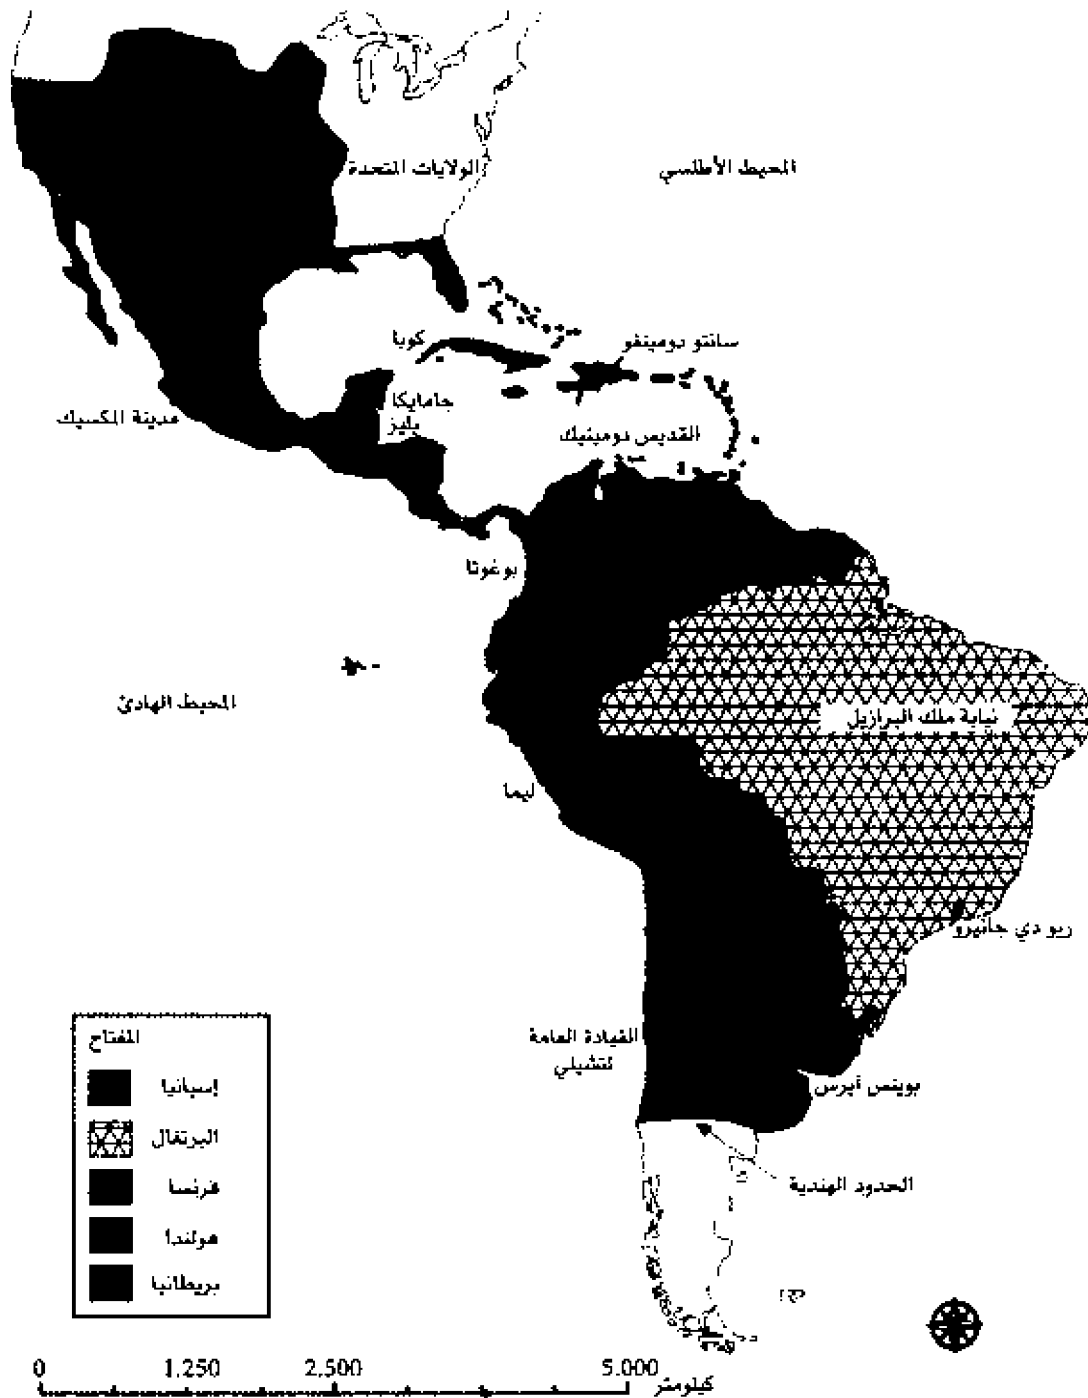 الولايات المتحدة
المحيط الأطلسي
كوبا
سانتو دومينغو
جامايكا
بليز
مدينة المكسيك
القديس دومينيك
بوغوتا
المحيط الهادئ
نيابة ملك البرازيل
ليما
ريو دي جانيرو
القيادة العامة
لتشيلي
بوينس أيرس
الحدود الهندية
المفتاح
إسبانيا
البرتغال
فرنسا
هولندا
بريطانيا
0 1.250 2.500 5.000
كيلومتر